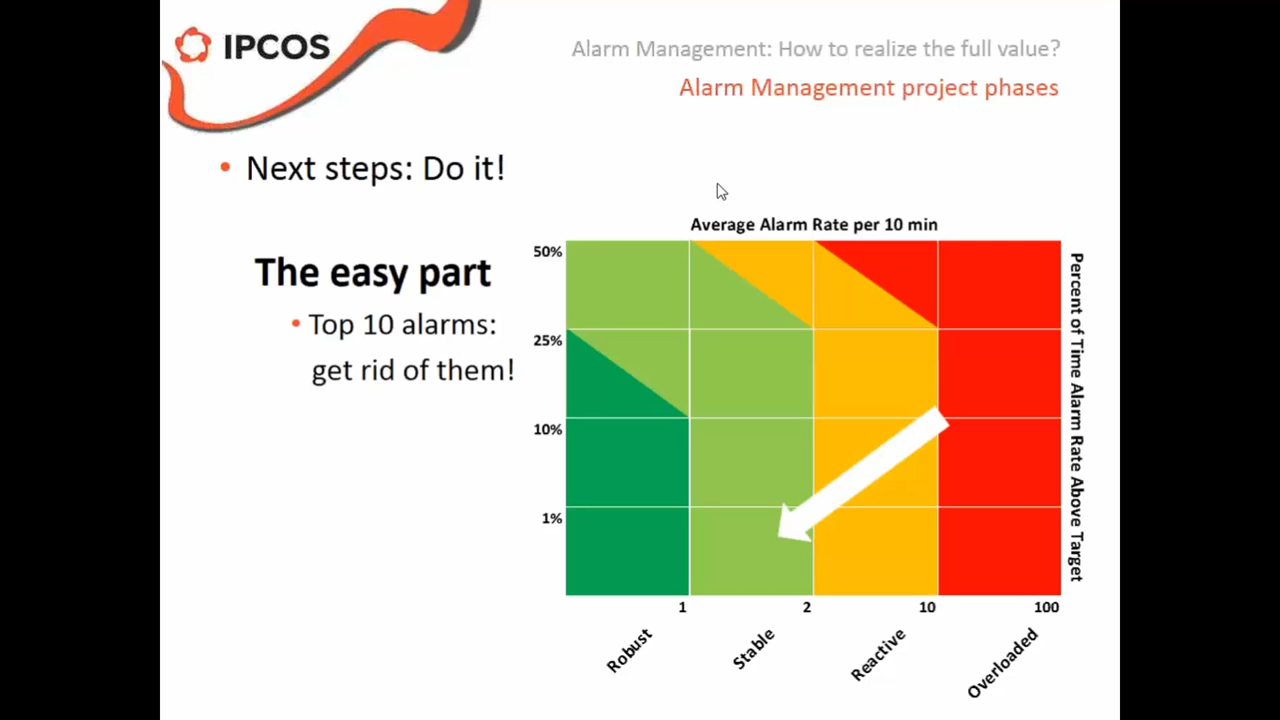 IPCOS
Alarm Management: How to realize the full value?
Alarm Management project phases
• Next steps: Do it!
The easy part
• Top 10 alarms:
get rid of them!
Average Alarm Rate per 10 min
50%
25%
10%
1%
1
2
10
100
Robust
Stable
Reactive
Overloaded
Percent of Time Alarm Rate Above Target